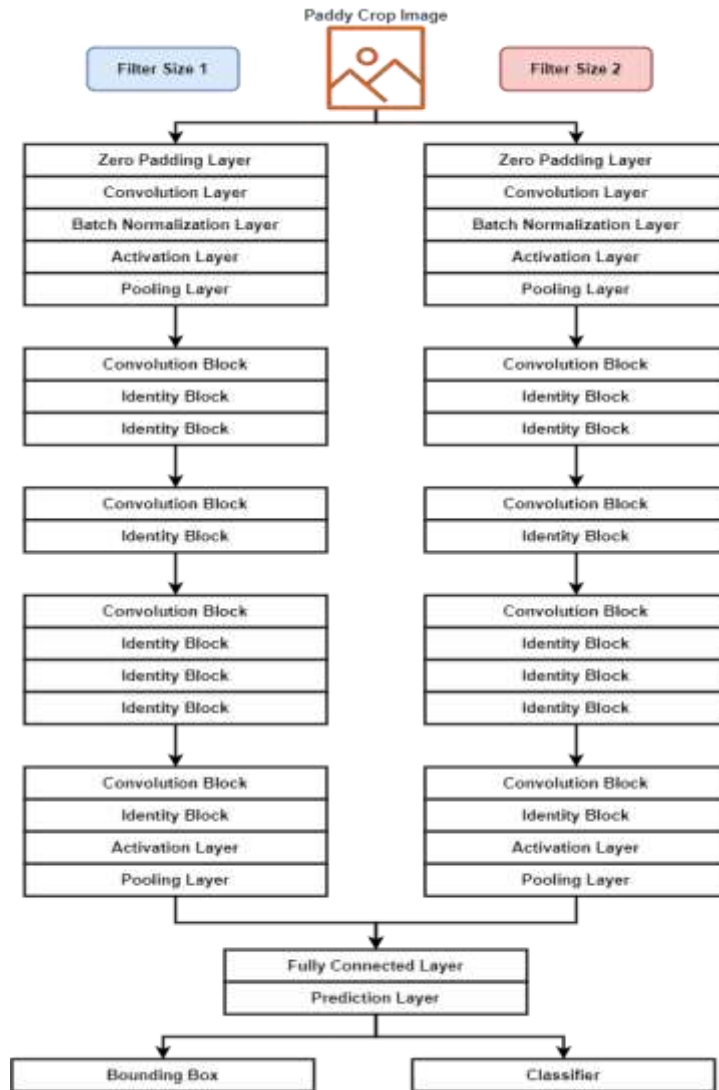 Paddy Crop Image
Filter Size 1
Filter Size 2
Zero Padding Layer
Convolution Layer
Batch Normalization Layer
Activation Layer
Pooling Layer
Convolution Block
Identity Block
Identity Block
Convolution Block
Identity Block
Convolution Block
Identity Block
Identity Block
Identity Block
Convolution Block
Identity Block
Activation Layer
Pooling Layer
Zero Padding Layer
Convolution Layer
Batch Normalization Layer
Activation Layer
Pooling Layer
Convolution Block
Identity Block
Identity Block
Convolution Block
Identity Block
Convolution Block
Identity Block
Identity Block
Identity Block
Convolution Block
Identity Block
Activation Layer
Pooling Layer
Fully Connected Layer
Prediction Layer
Bounding Box
Classifier